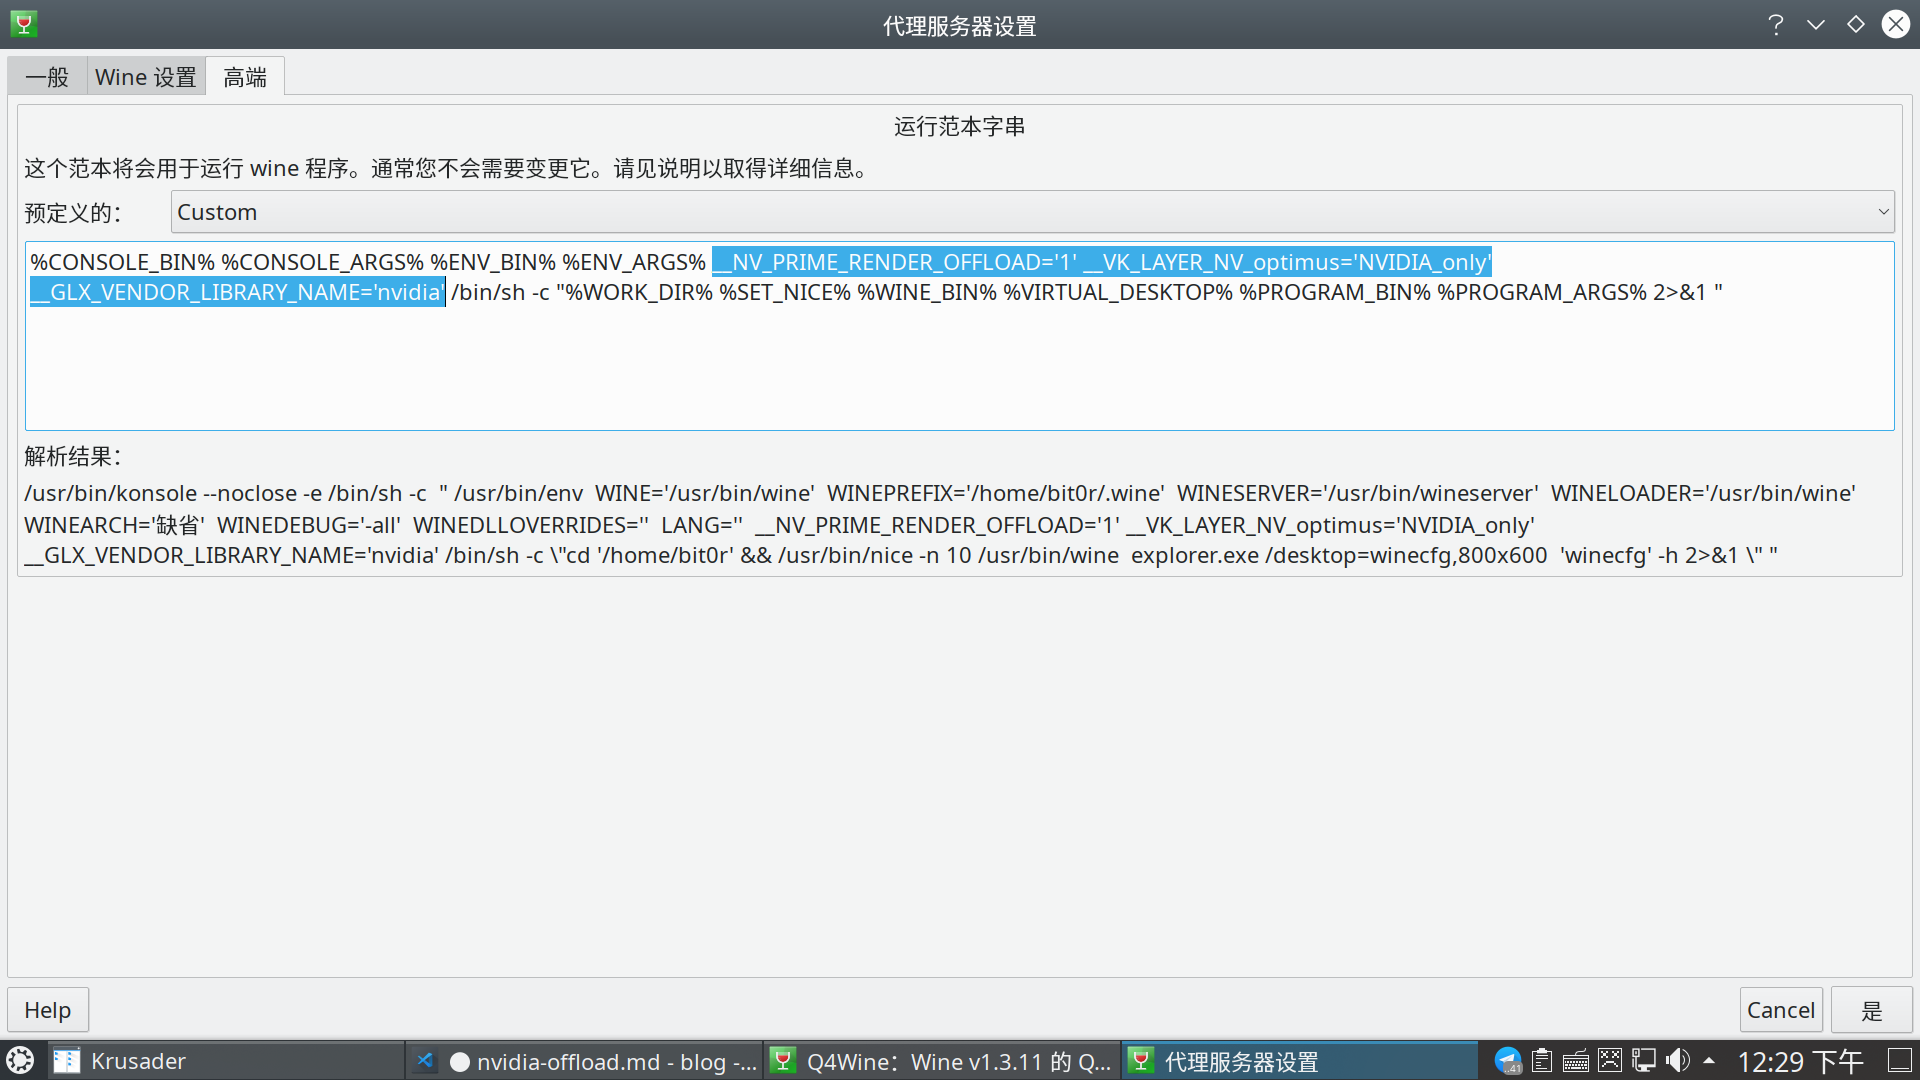 代理服务器设置
一般 Wine 设置 高端
运行范本字串
这个范本将会用于运行 wine 程序。通常您不会需要变更它。请见说明以取得详细信息。
预定义的： Custom
%CONSOLE_BIN% %CONSOLE_ARGS% %ENV_BIN% %ENV_ARGS% __NV_PRIME_RENDER_OFFLOAD='1' __VK_LAYER_NV_optimus='NVIDIA_only'
__GLX_VENDOR_LIBRARY_NAME='nvidia' /bin/sh -c "%WORK_DIR% %SET_NICE% %WINE_BIN% %VIRTUAL_DESKTOP% %PROGRAM_BIN% %PROGRAM_ARGS% 2>&1 "
解析结果：
/usr/bin/konsole --noclose -e /bin/sh -c " /usr/bin/env WINE='/usr/bin/wine' WINEPREFIX='/home/bit0r/.wine' WINESERVER='/usr/bin/wineserver' WINELOADER='/usr/bin/wine'
WINEARCH='缺省' WINEDEBUG='-all' WINEDLLOVERRIDES='' LANG='' __NV_PRIME_RENDER_OFFLOAD='1' __VK_LAYER_NV_optimus='NVIDIA_only'
__GLX_VENDOR_LIBRARY_NAME='nvidia' /bin/sh -c \"cd '/home/bit0r' && /usr/bin/nice -n 10 /usr/bin/wine explorer.exe /desktop=winecfg,800x600 'winecfg' -h 2>&1 \" "
Help Cancel 是
Krusader nvidia-offload.md - blog -... Q4Wine：Wine v1.3.11 的 Q... 代理服务器设置 ..41 12:29 下午